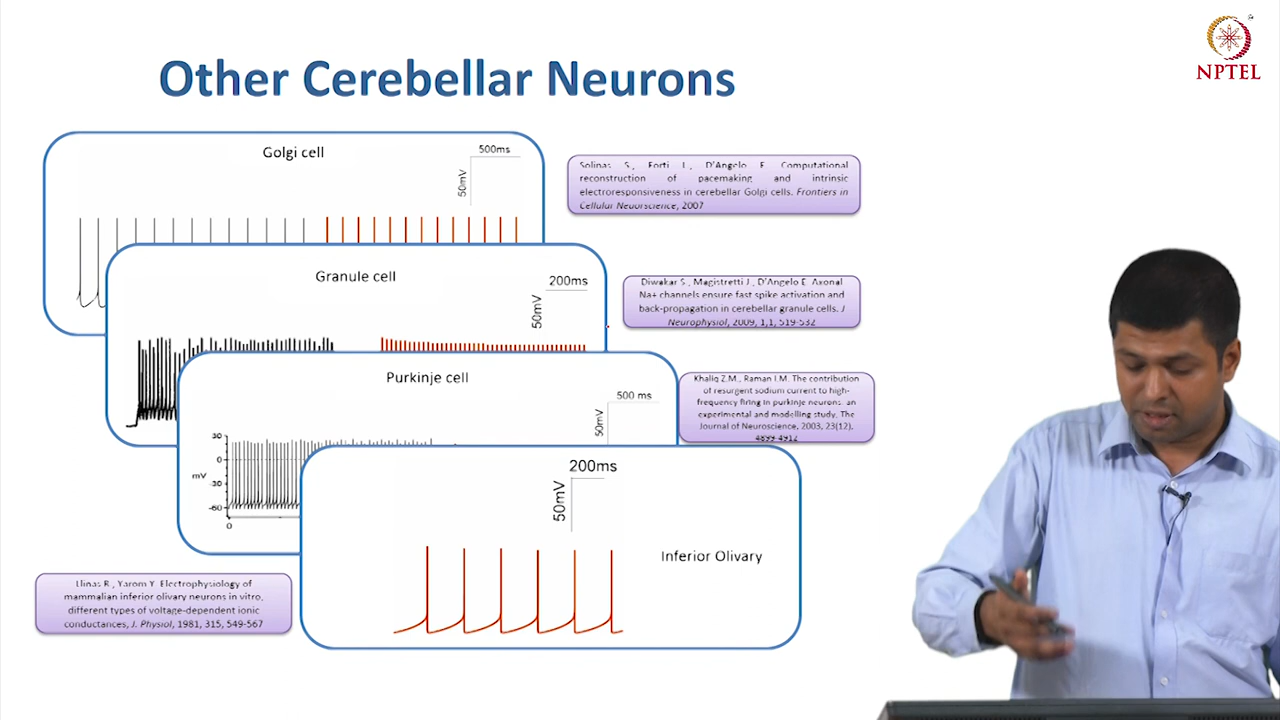 NPTEL
Other Cerebellar Neurons
Golgi cell
500ms
50mV
Solinas S., Forti L., D'Angelo E. Computational
reconstruction of pacemaking and intrinsic
electroresponsiveness in cerebellar Golgi cells. Frontiers in
Cellular Neuorscience, 2007
Granule cell
200ms
50mV
Diwakar S., Magistretti J., D'Angelo E. Axonal
Na+ channels ensure fast spike activation and
back-propagation in cerebellar granule cells. J
Neurophysiol, 2009, 1,1, 519-532
Purkinje cell
500 ms
50mV
30
0
mV
-30
-60
0
Khaliq Z.M., Raman I.M. The contribution
of resurgent sodium current to high-
frequency firing in purkinje neurons: an
experimental and modelling study. The
Journal of Neuroscience, 2003, 23(12),
4899-4912
200ms
50mV
Inferior Olivary
Llinas R., Yarom Y. Electrophysiology of
mammalian inferior olivary neurons in vitro,
different types of voltage-dependent ionic
conductances, J. Physiol, 1981, 315, 549-567